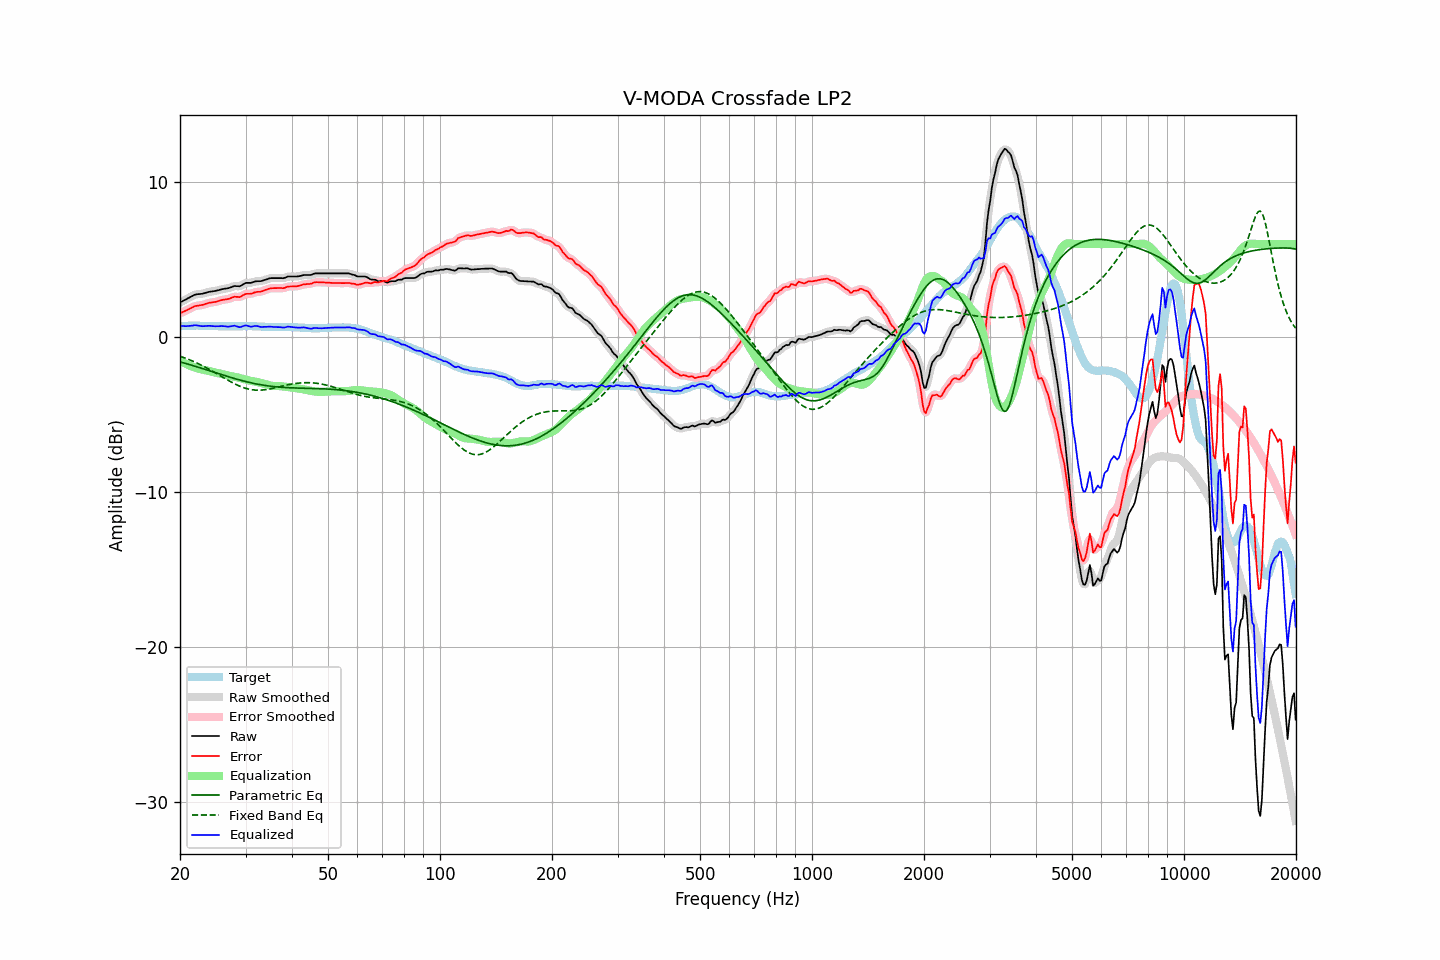 V-MODA Crossfade LP2
Amplitude (dBr)
10
0
−10
−20
−30
Target
Raw Smoothed
Error Smoothed
Raw
Error
Equalization
Parametric Eq
Fixed Band Eq
Equalized
20 50 100 200 500 1000 2000 5000 10000 20000
Frequency (Hz)